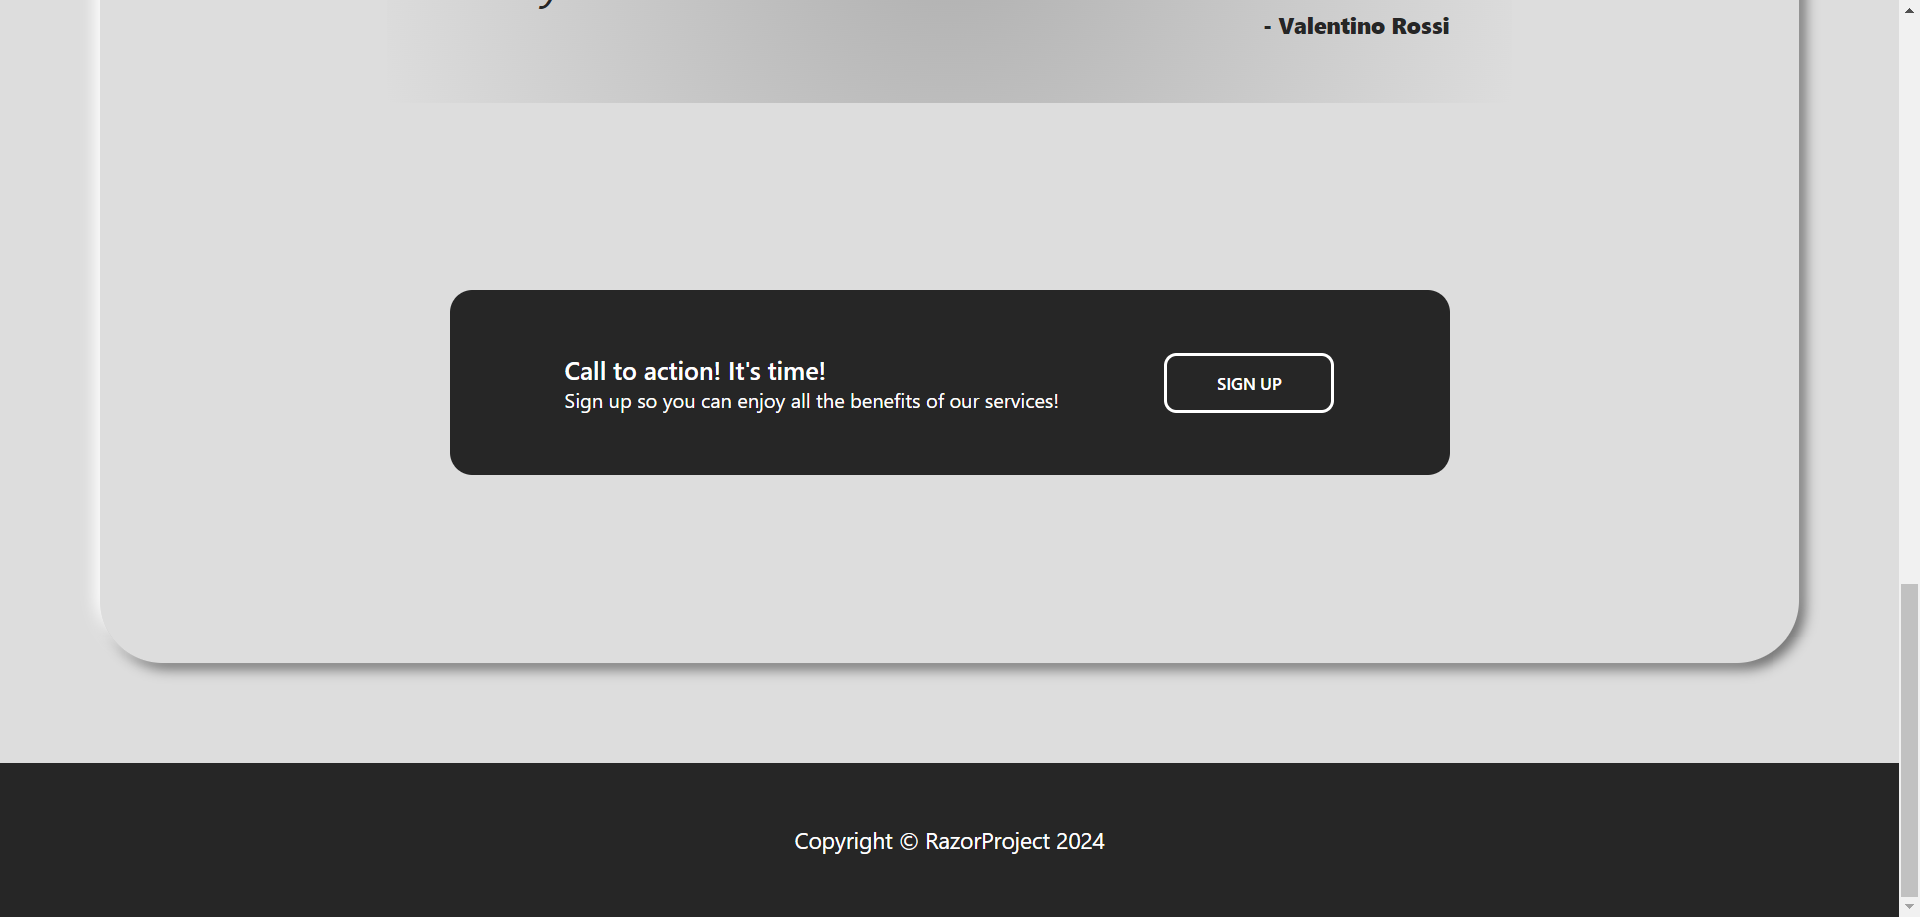 - Valentino Rossi
Call to action! It's time!
Sign up so you can enjoy all the benefits of our services!
SIGN UP
Copyright © RazorProject 2024